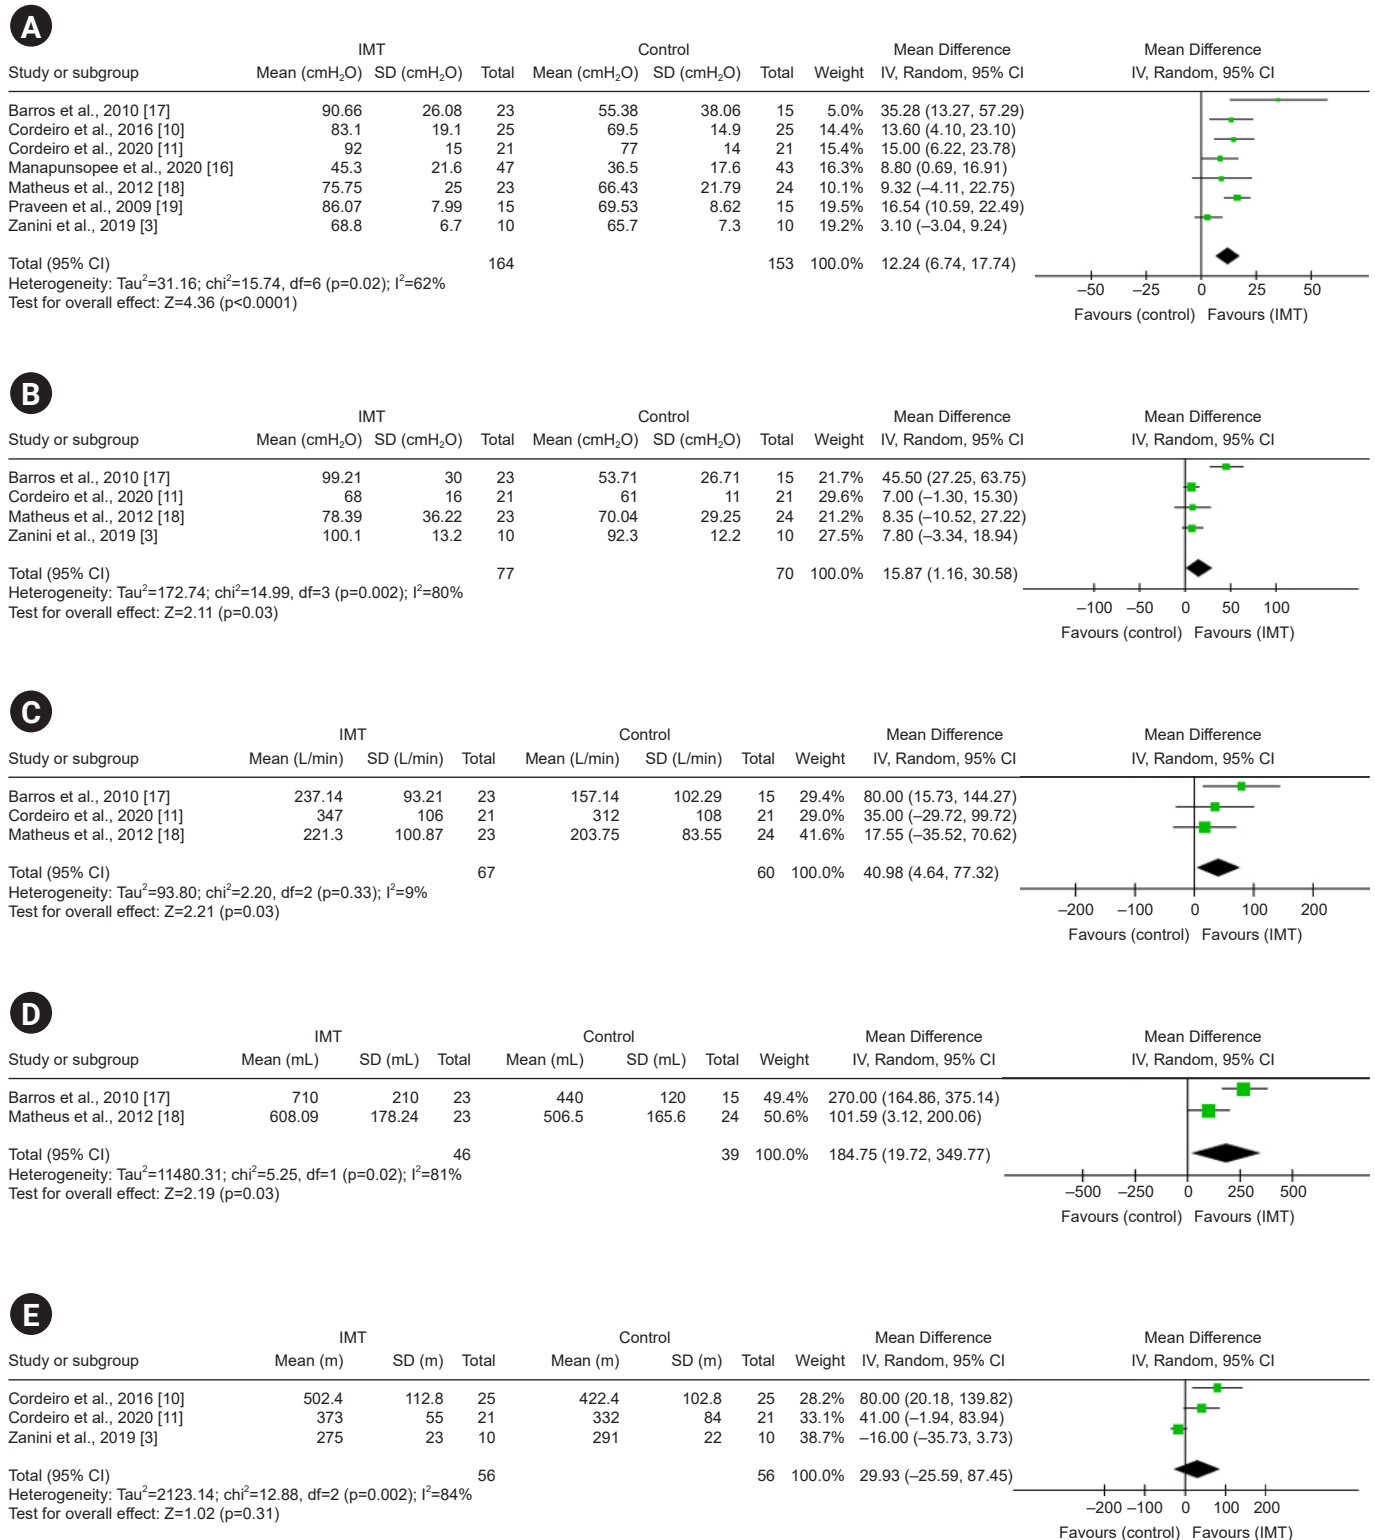 A
IMT Control Mean Difference Mean Difference
Study or subgroup Mean (cmH2O) SD (cmH2O) Total Mean (cmH2O) SD (cmH2O) Total Weight IV, Random, 95% CI IV, Random, 95% CI
Barros et al., 2010 [17] 90.66 26.08 23 55.38 38.06 15 5.0% 35.28 (13.27, 57.29)
Cordeiro et al., 2016 [10] 83.1 19.1 25 69.5 14.9 25 14.4% 13.60 (4.10, 23.10)
Cordeiro et al., 2020 [11] 92 15 21 77 14 21 15.4% 15.00 (6.22, 23.78)
Manapunsopee et al., 2020 [16] 45.3 21.6 47 36.5 17.6 43 16.3% 8.80 (0.69, 16.91)
Matheus et al., 2012 [18] 75.75 25 23 66.43 21.79 24 10.1% 9.32 (–4.11, 22.75)
Praveen et al., 2009 [19] 86.07 7.99 15 69.53 8.62 15 19.5% 16.54 (10.59, 22.49)
Zanini et al., 2019 [3] 68.8 6.7 10 65.7 7.3 10 19.2% 3.10 (–3.04, 9.24)
Total (95% CI) 164 153 100.0% 12.24 (6.74, 17.74)
Heterogeneity: Tau2=31.16; chi2=15.74, df=6 (p=0.02); I2=62%
Test for overall effect: Z=4.36 (p<0.0001)
–50 –25 0 25 50
Favours (control) Favours (IMT)
B
IMT Control Mean Difference Mean Difference
Study or subgroup Mean (cmH2O) SD (cmH2O) Total Mean (cmH2O) SD (cmH2O) Total Weight IV, Random, 95% CI IV, Random, 95% CI
Barros et al., 2010 [17] 99.21 30 23 53.71 26.71 15 21.7% 45.50 (27.25, 63.75)
Cordeiro et al., 2020 [11] 68 16 21 61 11 21 29.6% 7.00 (–1.30, 15.30)
Matheus et al., 2012 [18] 78.39 36.22 23 70.04 29.25 24 21.2% 8.35 (–10.52, 27.22)
Zanini et al., 2019 [3] 100.1 13.2 10 92.3 12.2 10 27.5% 7.80 (–3.34, 18.94)
Total (95% CI) 77 70 100.0% 15.87 (1.16, 30.58)
Heterogeneity: Tau2=172.74; chi2=14.99, df=3 (p=0.002); I2=80%
Test for overall effect: Z=2.11 (p=0.03)
–100 –50 0 50 100
Favours (control) Favours (IMT)
C
IMT Control Mean Difference Mean Difference
Study or subgroup Mean (L/min) SD (L/min) Total Mean (L/min) SD (L/min) Total Weight IV, Random, 95% CI IV, Random, 95% CI
Barros et al., 2010 [17] 237.14 93.21 23 157.14 102.29 15 29.4% 80.00 (15.73, 144.27)
Cordeiro et al., 2020 [11] 347 106 21 312 108 21 29.0% 35.00 (–29.72, 99.72)
Matheus et al., 2012 [18] 221.3 100.87 23 203.75 83.55 24 41.6% 17.55 (–35.52, 70.62)
Total (95% CI) 67 60 100.0% 40.98 (4.64, 77.32)
Heterogeneity: Tau2=93.80; chi2=2.20, df=2 (p=0.33); I2=9%
Test for overall effect: Z=2.21 (p=0.03)
–200 –100 0 100 200
Favours (control) Favours (IMT)
D
IMT Control Mean Difference Mean Difference
Study or subgroup Mean (mL) SD (mL) Total Mean (mL) SD (mL) Total Weight IV, Random, 95% CI IV, Random, 95% CI
Barros et al., 2010 [17] 710 210 23 440 120 15 49.4% 270.00 (164.86, 375.14)
Matheus et al., 2012 [18] 608.09 178.24 23 506.5 165.6 24 50.6% 101.59 (3.12, 200.06)
Total (95% CI) 46 39 100.0% 184.75 (19.72, 349.77)
Heterogeneity: Tau2=11480.31; chi2=5.25, df=1 (p=0.02); I2=81%
Test for overall effect: Z=2.19 (p=0.03)
–500 –250 0 250 500
Favours (control) Favours (IMT)
E
IMT Control Mean Difference Mean Difference
Study or subgroup Mean (m) SD (m) Total Mean (m) SD (m) Total Weight IV, Random, 95% CI IV, Random, 95% CI
Cordeiro et al., 2016 [10] 502.4 112.8 25 422.4 102.8 25 28.2% 80.00 (20.18, 139.82)
Cordeiro et al., 2020 [11] 373 55 21 332 84 21 33.1% 41.00 (–1.94, 83.94)
Zanini et al., 2019 [3] 275 23 10 291 22 10 38.7% –16.00 (–35.73, 3.73)
Total (95% CI) 56 56 100.0% 29.93 (–25.59, 87.45)
Heterogeneity: Tau2=2123.14; chi2=12.88, df=2 (p=0.002); I2=84%
Test for overall effect: Z=1.02 (p=0.31)
–200 –100 0 100 200
Favours (control) Favours (IMT)